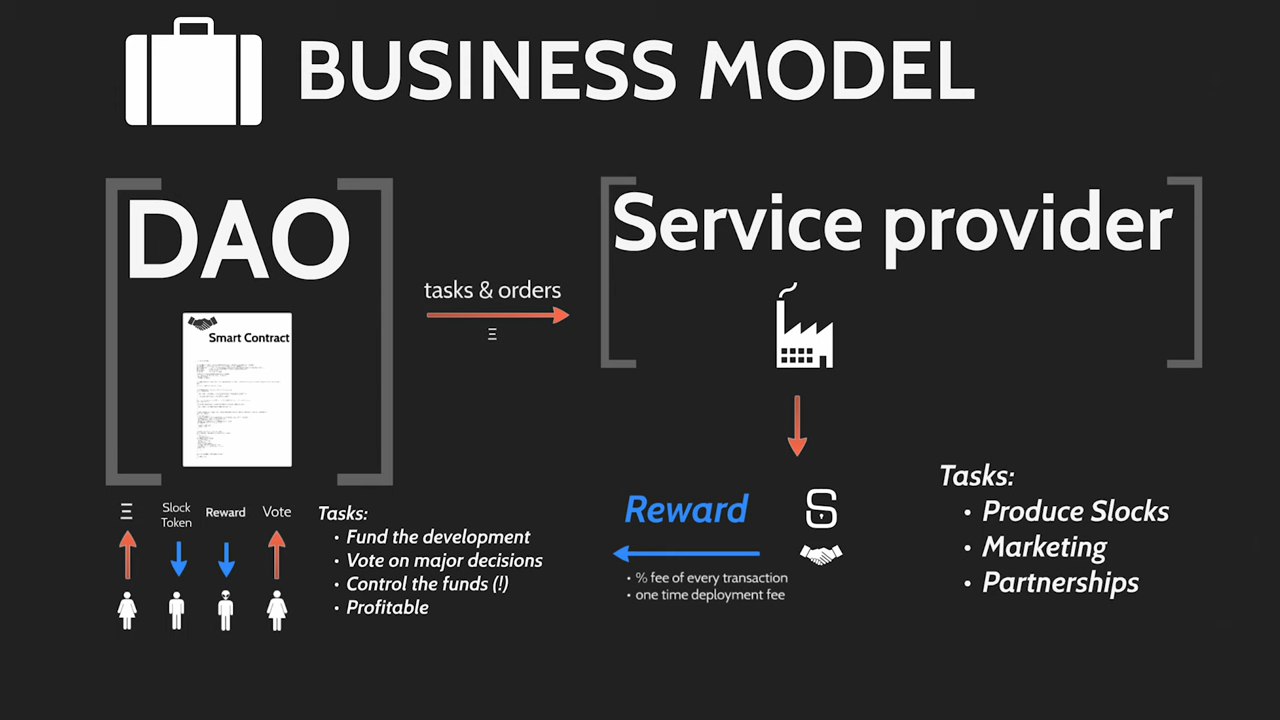 BUSINESS MODEL
DAO
Smart Contract
tasks & orders
Ξ
Service provider
Ξ
Slock
Token
Reward
Vote
Tasks:
• Fund the development
• Vote on major decisions
• Control the funds (!)
• Profitable
Reward
• % fee of every transaction
• one time deployment fee
Tasks:
• Produce Slocks
• Marketing
• Partnerships